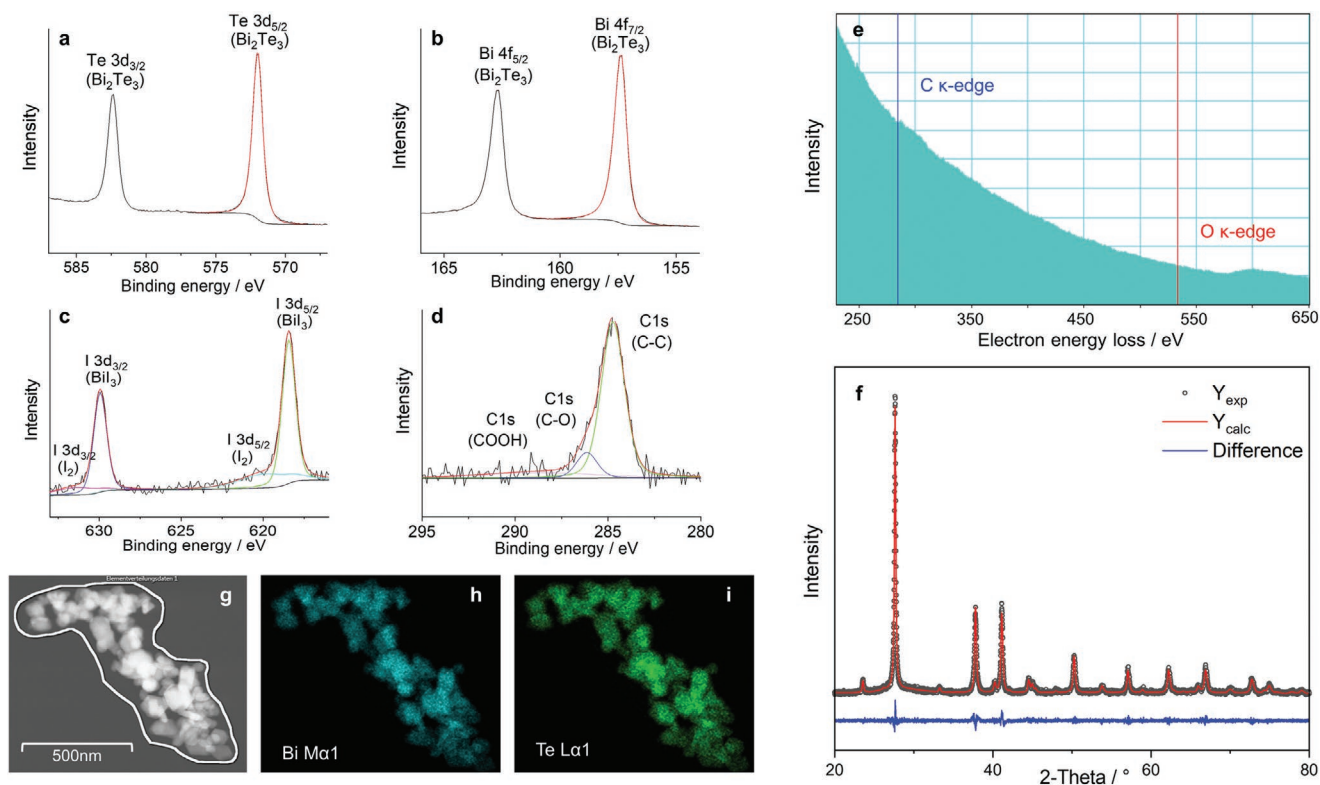 a
Te 3d5/2
(Bi2Te3)
Te 3d3/2
(Bi2Te3)
Intensity
585
580
575
570
Binding energy / eV
b
Bi 4f7/2
(Bi2Te3)
Bi 4f5/2
(Bi2Te3)
Intensity
165
160
155
Binding energy / eV
c
I 3d5/2
(BiI3)
I 3d3/2
(BiI3)
I 3d3/2
(I2)
I 3d5/2
(I2)
Intensity
630
625
620
Binding energy / eV
d
C1s
(C-C)
C1s
(C-O)
C1s
(COOH)
Intensity
295
290
285
280
Binding energy / eV
e
C κ-edge
O κ-edge
Intensity
250
350
450
550
650
Electron energy loss / eV
f
Yexp
Ycalc
Difference
Intensity
20
40
60
80
2-Theta / °
Elementverteilungsdaten 1
g
500nm
h
Bi Mα1
i
Te Lα1